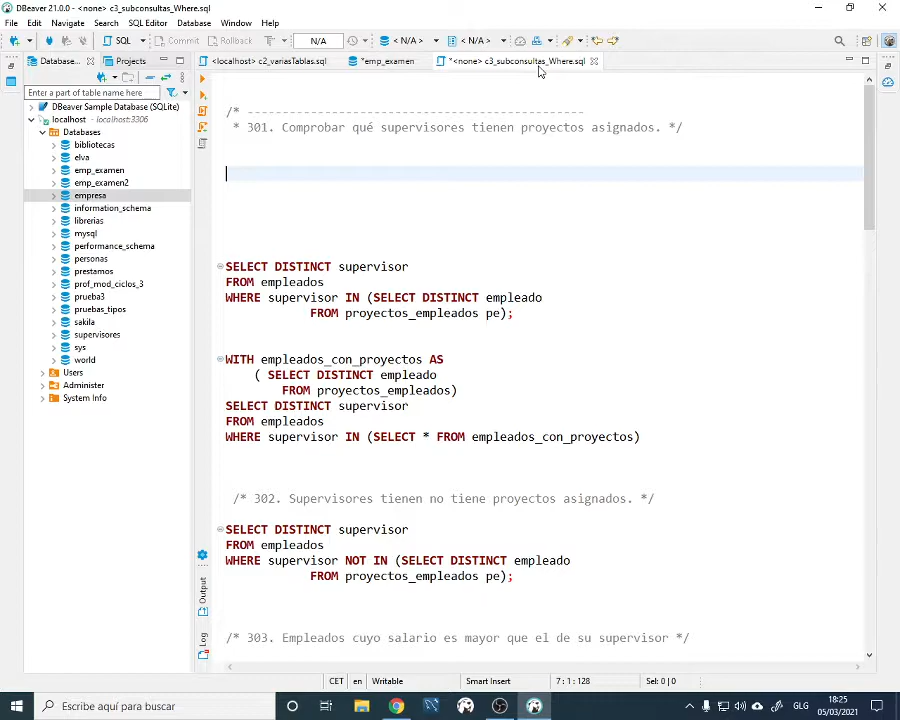 DBeaver 21.0.0 - c3_subconsultas_Where.sql
File Edit Navigate Search SQL Editor Database Window Help
SQL Commit Rollback N/A < N/A > < N/A >
Database... Projects <localhost> c2_variasTablas.sql *emp_examen *<none> c3_subconsultas_Where.sql
Enter a part of table name here
DBeaver Sample Database (SQLite)
localhost - localhost:3306
Databases
bibliotecas
elva
emp_examen
emp_examen2
empresa
information_schema
librerias
mysql
performance_schema
personas
prestamos
prof_mod_ciclos_3
prueba3
pruebas_tipos
sakila
supervisores
sys
world
Users
Administer
System Info
/* -----------------------------------------------
* 301. Comprobar qué supervisores tienen proyectos asignados. */
SELECT DISTINCT supervisor
FROM empleados
WHERE supervisor IN (SELECT DISTINCT empleado
FROM proyectos_empleados pe);
WITH empleados_con_proyectos AS
( SELECT DISTINCT empleado
FROM proyectos_empleados)
SELECT DISTINCT supervisor
FROM empleados
WHERE supervisor IN (SELECT * FROM empleados_con_proyectos)
/* 302. Supervisores tienen no tiene proyectos asignados. */
SELECT DISTINCT supervisor
FROM empleados
WHERE supervisor NOT IN (SELECT DISTINCT empleado
FROM proyectos_empleados pe);
/* 303. Empleados cuyo salario es mayor que el de su supervisor */
Output
Log
CET en Writable Smart Insert 7 : 1 : 128 Sel: 0 | 0
Escribe aquí para buscar
GLG
18:25
05/03/2021